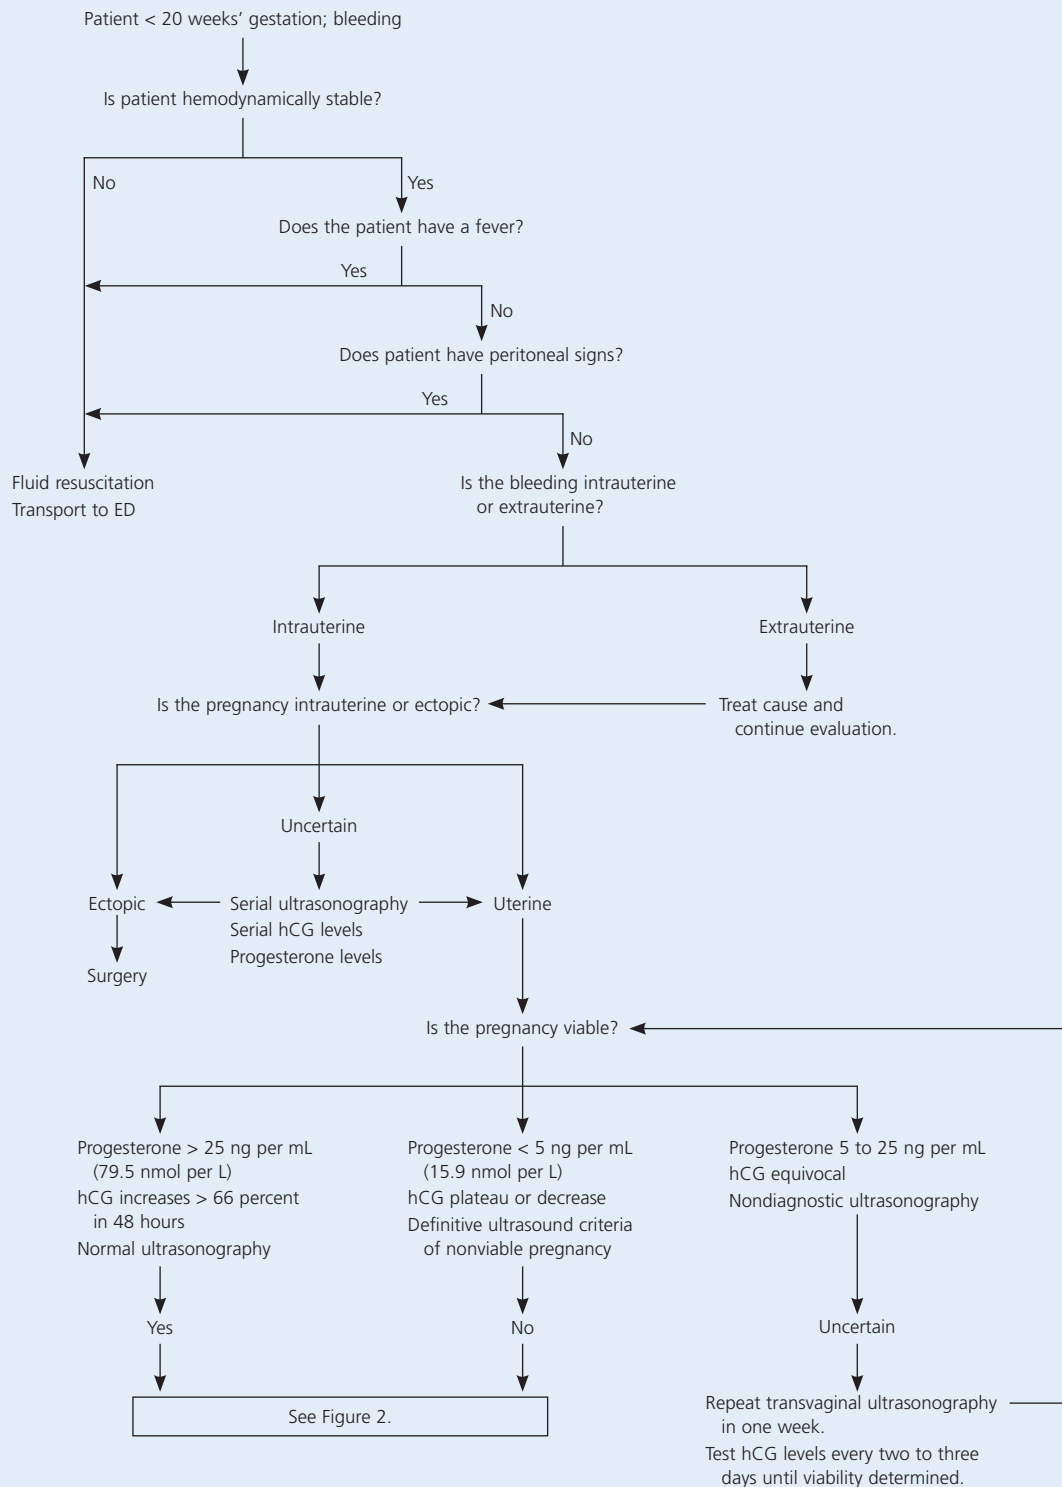 Patient < 20 weeks’ gestation; bleeding
Is patient hemodynamically stable?
No
Yes
Does the patient have a fever?
Yes
No
Does patient have peritoneal signs?
Yes
No
Fluid resuscitation
Transport to ED
Is the bleeding intrauterine
or extrauterine?
Intrauterine
Extrauterine
Is the pregnancy intrauterine or ectopic?
Treat cause and
continue evaluation.
Uncertain
Ectopic
Serial ultrasonography
Serial hCG levels
Progesterone levels
Uterine
Surgery
Is the pregnancy viable?
Progesterone > 25 ng per mL
(79.5 nmol per L)
hCG increases > 66 percent
in 48 hours
Normal ultrasonography
Progesterone < 5 ng per mL
(15.9 nmol per L)
hCG plateau or decrease
Definitive ultrasound criteria
of nonviable pregnancy
Progesterone 5 to 25 ng per mL
hCG equivocal
Nondiagnostic ultrasonography
Yes
No
Uncertain
See Figure 2.
Repeat transvaginal ultrasonography
in one week.
Test hCG levels every two to three
days until viability determined.